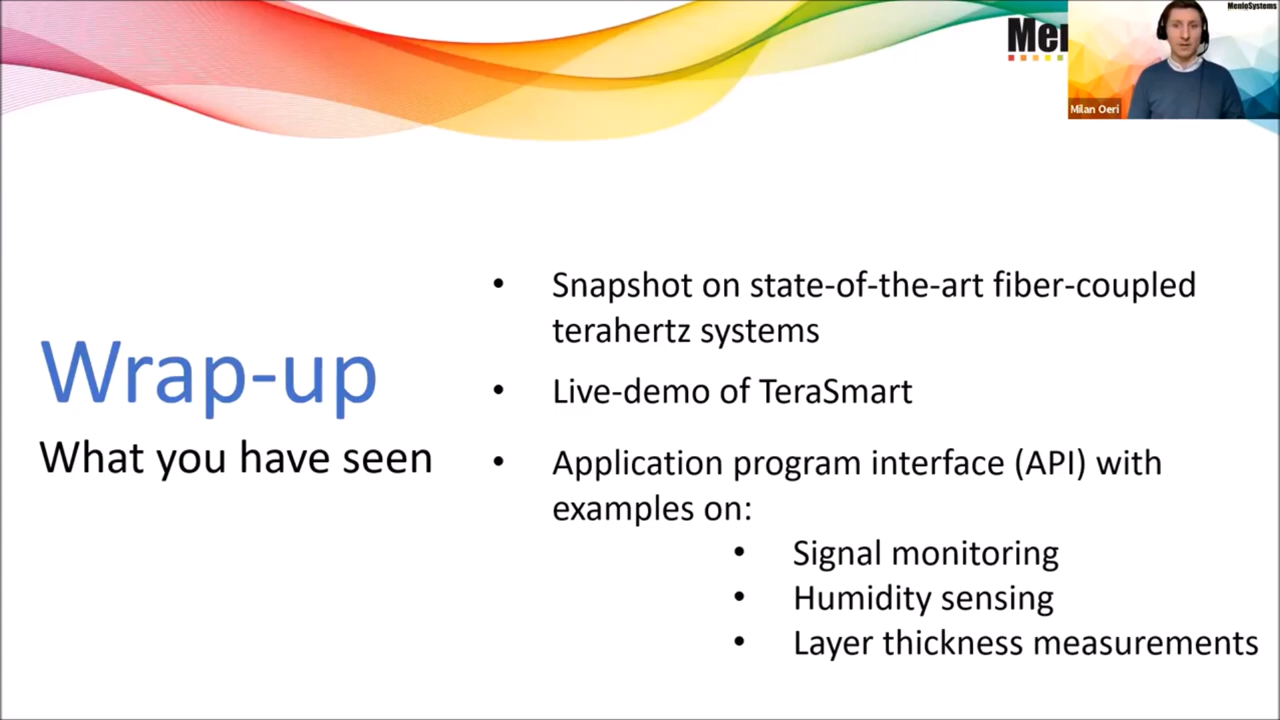 MenloSystems
Men
Milan Oeri
Wrap-up
What you have seen
• Snapshot on state-of-the-art fiber-coupled
terahertz systems
• Live-demo of TeraSmart
• Application program interface (API) with
examples on:
• Signal monitoring
• Humidity sensing
• Layer thickness measurements